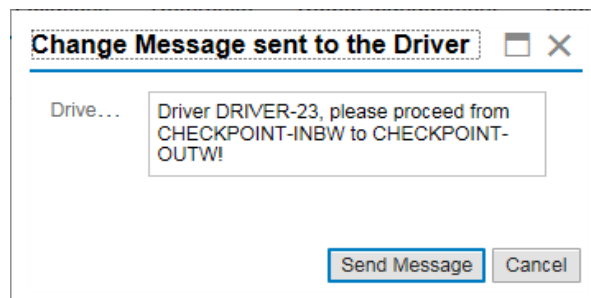 Change Message sent to the Driver
Drive...
Driver DRIVER-23, please proceed from
CHECKPOINT-INBW to CHECKPOINT-
OUTW!
Send Message
Cancel